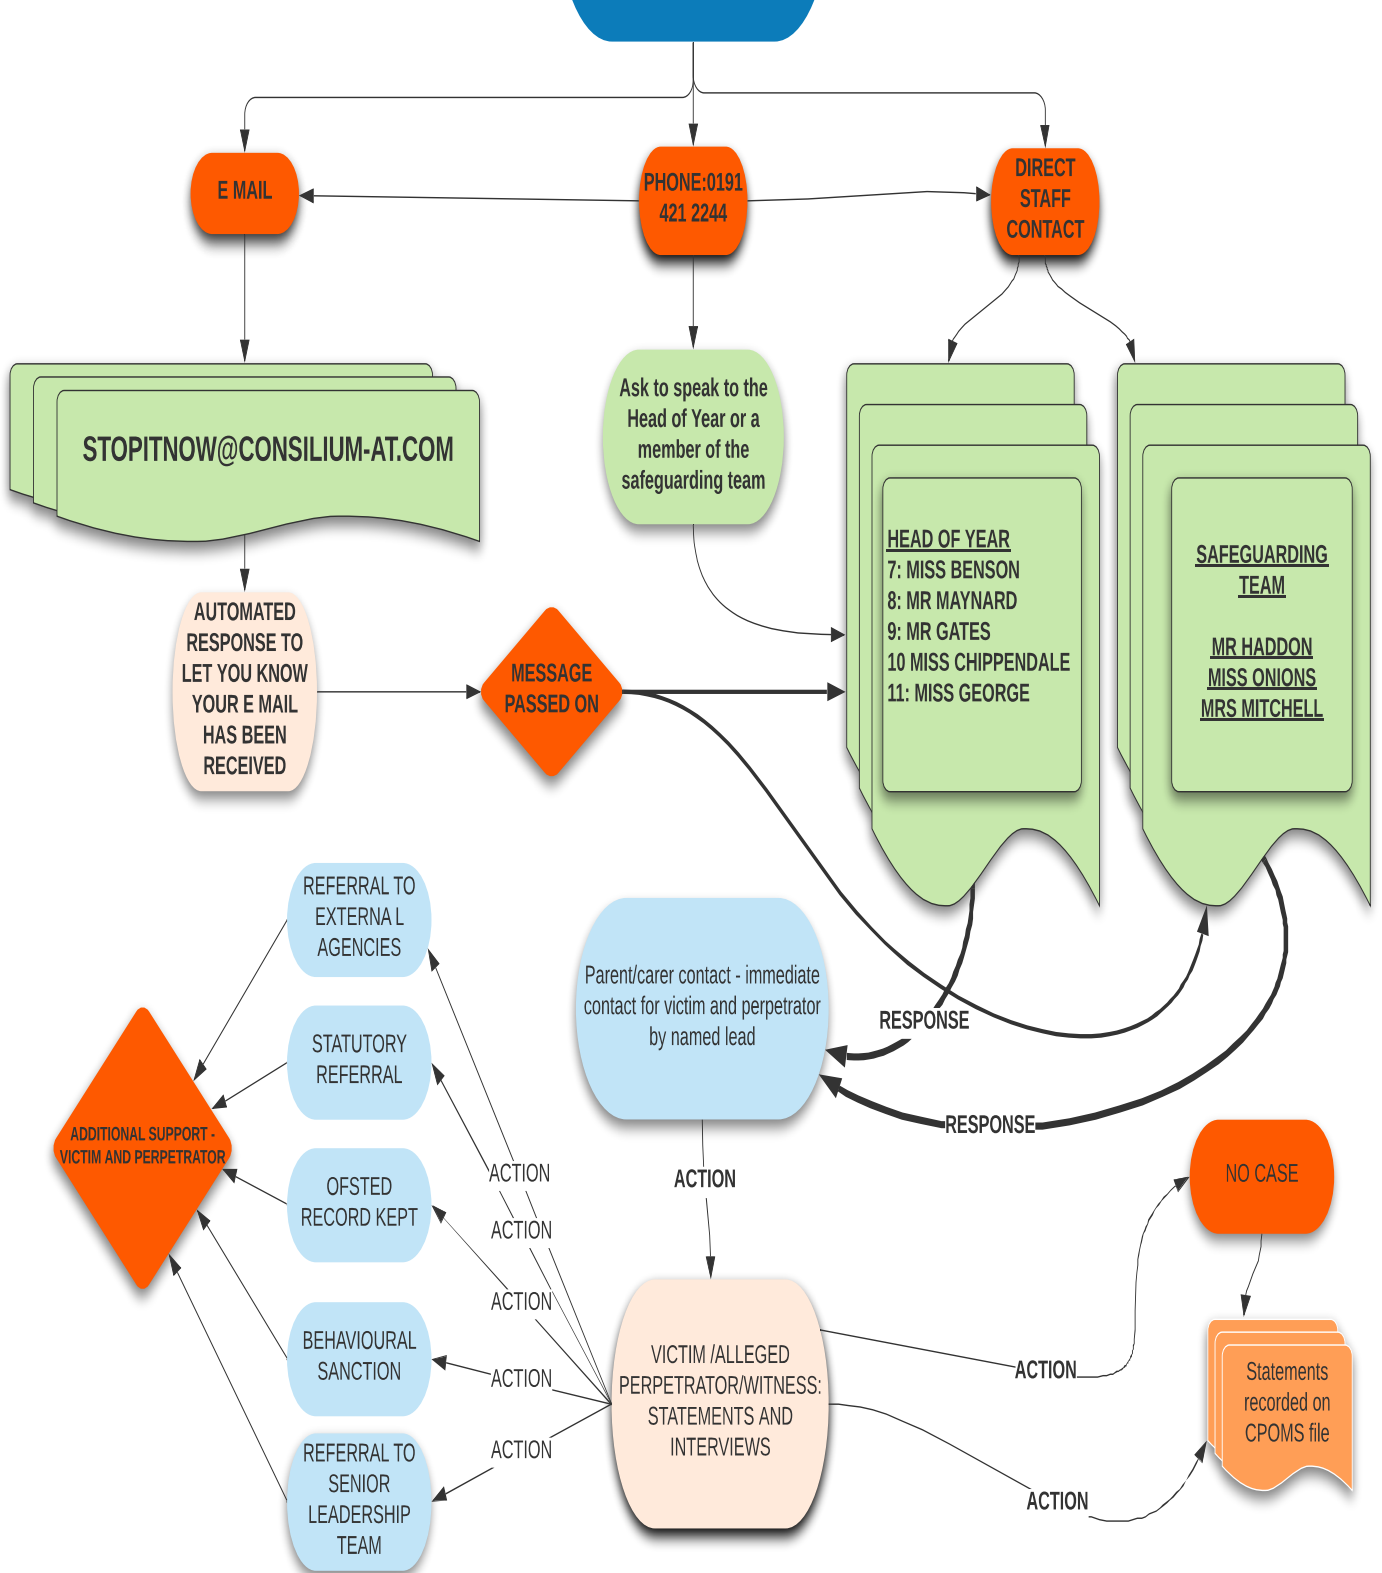 E MAIL
PHONE:0191
421 2244
DIRECT
STAFF
CONTACT
STOPITNOW@CONSILIUM-AT.COM
Ask to speak to the
Head of Year or a
member of the
safeguarding team
HEAD OF YEAR
7: MISS BENSON
8: MR MAYNARD
9: MR GATES
10 MISS CHIPPENDALE
11: MISS GEORGE
SAFEGUARDING
TEAM
MR HADDON
MISS ONIONS
MRS MITCHELL
AUTOMATED
RESPONSE TO
LET YOU KNOW
YOUR E MAIL
HAS BEEN
RECEIVED
MESSAGE
PASSED ON
REFERRAL TO
EXTERNA L
AGENCIES
Parent/carer contact - immediate
contact for victim and perpetrator
by named lead
RESPONSE
RESPONSE
STATUTORY
REFERRAL
ADDITIONAL SUPPORT -
VICTIM AND PERPETRATOR
OFSTED
RECORD KEPT
ACTION
ACTION
ACTION
ACTION
ACTION
ACTION
NO CASE
BEHAVIOURAL
SANCTION
VICTIM /ALLEGED
PERPETRATOR/WITNESS:
STATEMENTS AND
INTERVIEWS
ACTION
ACTION
Statements
recorded on
CPOMS file
REFERRAL TO
SENIOR
LEADERSHIP
TEAM